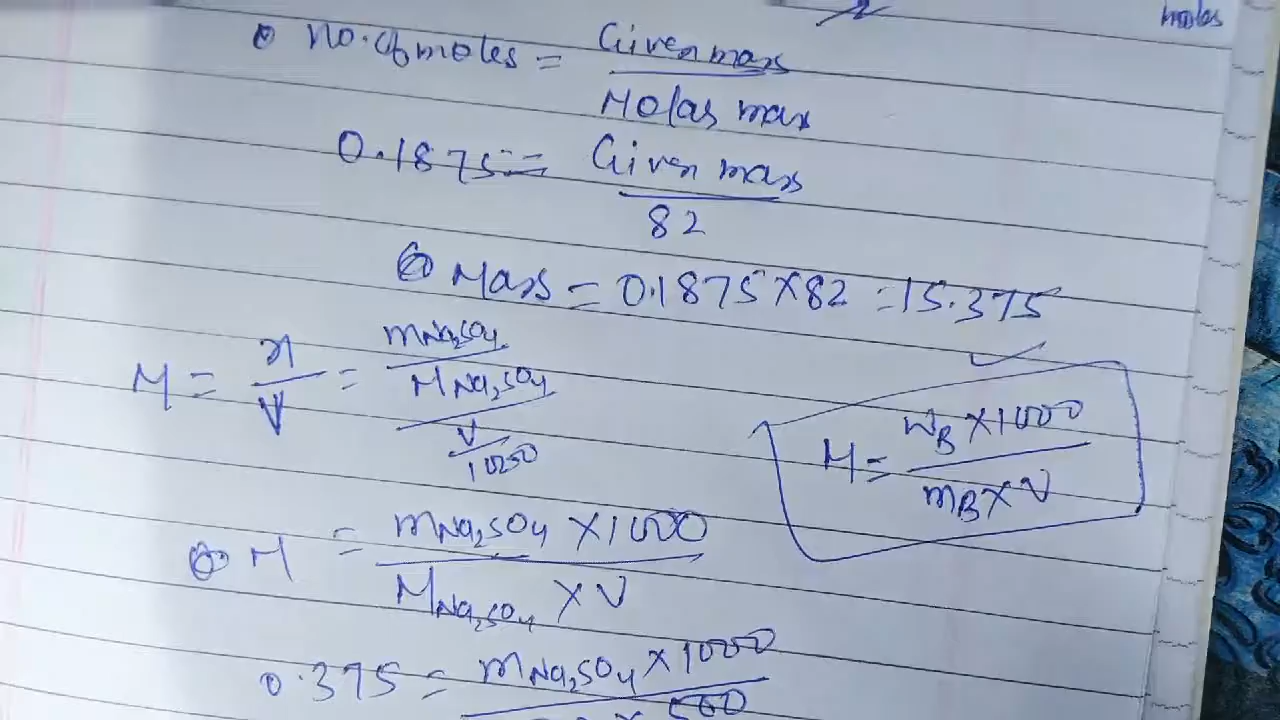 moles
No. of moles = Given mass / Molar mass
0.1875 = Given mass / 82
Mass = 0.1875 × 82 = 15.375
M = n / V = mNa2SO4 / MNa2SO4 / V / 1000
M = WB × 1000 / mB × V
M = mNa2SO4 × 1000 / MNa2SO4 × V
0.375 = mNa2SO4 × 1000
× 500